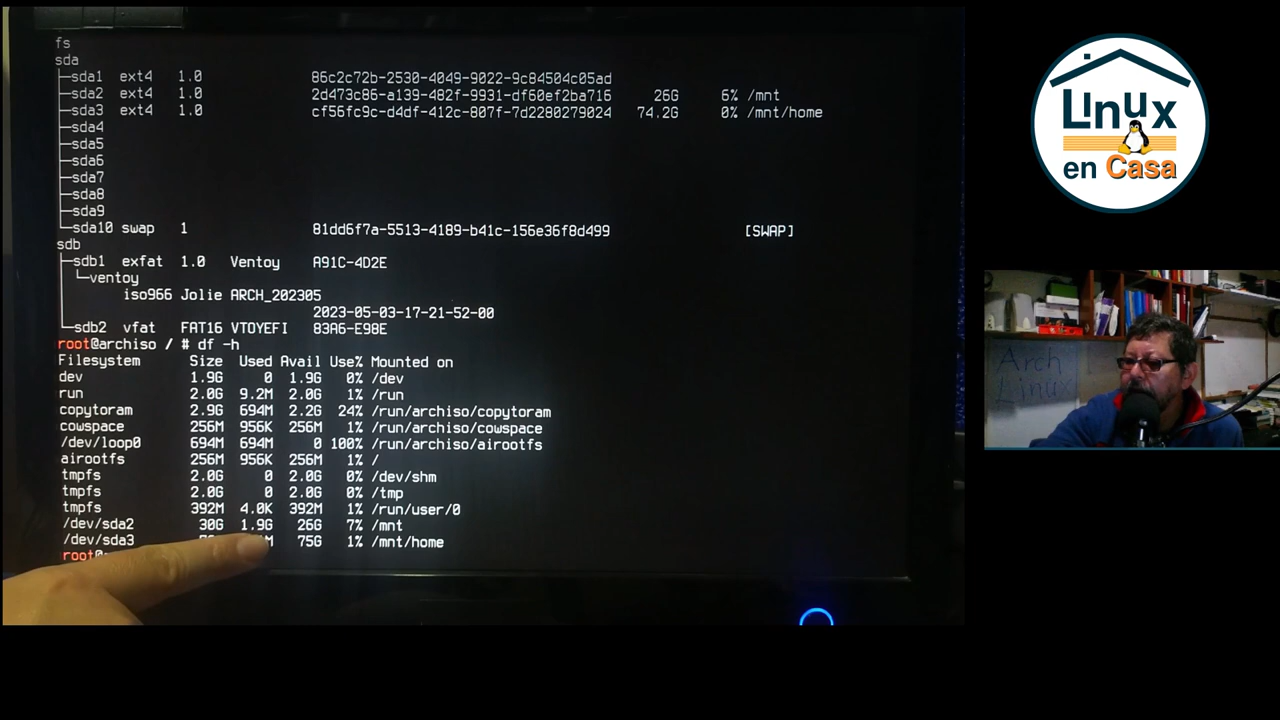 fs
sda
├─sda1 ext4 1.0 86c2c72b-2530-4049-9022-9c84504c05ad
├─sda2 ext4 1.0 2d473c86-a139-482f-9931-df60ef2ba716 26G 6% /mnt
├─sda3 ext4 1.0 cf56fc9c-d4df-412c-807f-7d2280279024 74.2G 0% /mnt/home
├─sda4
├─sda5
├─sda6
├─sda7
├─sda8
├─sda9
└─sda10 swap 1 81dd6f7a-5513-4189-b41c-156e36f8d499 [SWAP]
sdb
├─sdb1 exfat 1.0 Ventoy A91C-4D2E
└─ventoy
iso966 Jolie ARCH_202305
2023-05-03-17-21-52-00
└─sdb2 vfat FAT16 VTOYEFI 83A6-E98E
root@archiso / # df -h
Filesystem Size Used Avail Use% Mounted on
dev 1.9G 0 1.9G 0% /dev
run 2.0G 9.2M 2.0G 1% /run
copytoram 2.9G 694M 2.2G 24% /run/archiso/copytoram
cowspace 256M 956K 256M 1% /run/archiso/cowspace
/dev/loop0 694M 694M 0 100% /run/archiso/airootfs
airootfs 256M 956K 256M 1% /
tmpfs 2.0G 0 2.0G 0% /dev/shm
tmpfs 2.0G 0 2.0G 0% /tmp
tmpfs 392M 4.0K 392M 1% /run/user/0
/dev/sda2 30G 1.9G 26G 7% /mnt
/dev/sda3 75G 1% /mnt/home
Linux
en Casa
Arch
Linux